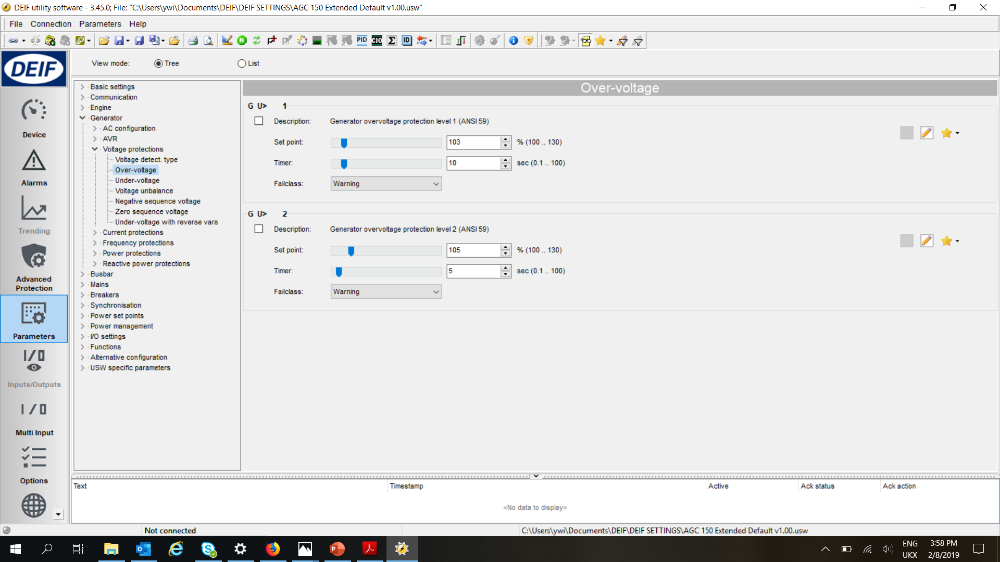 DEIF utility software - 3.45.0; File: "C:\Users\ywi\Documents\DEIF\DEIF SETTINGS\AGC 150 Extended Default v1.00.usw"
File Connection Parameters Help
PID CIO Σ ID
DEIF
View mode: Tree List
Device
Alarms
Trending
Advanced
Protection
Parameters
Inputs/Outputs
I / 0
Multi Input
Options
Basic settings
Communication
Engine
Generator
AC configuration
AVR
Voltage protections
Voltage detect. type
Over-voltage
Under-voltage
Voltage unbalance
Negative sequence voltage
Zero sequence voltage
Under-voltage with reverse vars
Current protections
Frequency protections
Power protections
Reactive power protections
Busbar
Mains
Breakers
Synchronisation
Power set points
Power management
I/O settings
Functions
Alternative configuration
USW specific parameters
Over-voltage
G U> 1
Description: Generator overvoltage protection level 1 (ANSI 59)
Set point: 103 % (100 .. 130)
Timer: 10 sec (0.1 .. 100)
Failclass: Warning
G U> 2
Description: Generator overvoltage protection level 2 (ANSI 59)
Set point: 105 % (100 .. 130)
Timer: 5 sec (0.1 .. 100)
Failclass: Warning
Text Timestamp Active Ack status Ack action
<No data to display>
Not connected C:\Users\ywi\Documents\DEIF\DEIF SETTINGS\AGC 150 Extended Default v1.00.usw
ENG 3:58 PM
UKX 2/8/2019